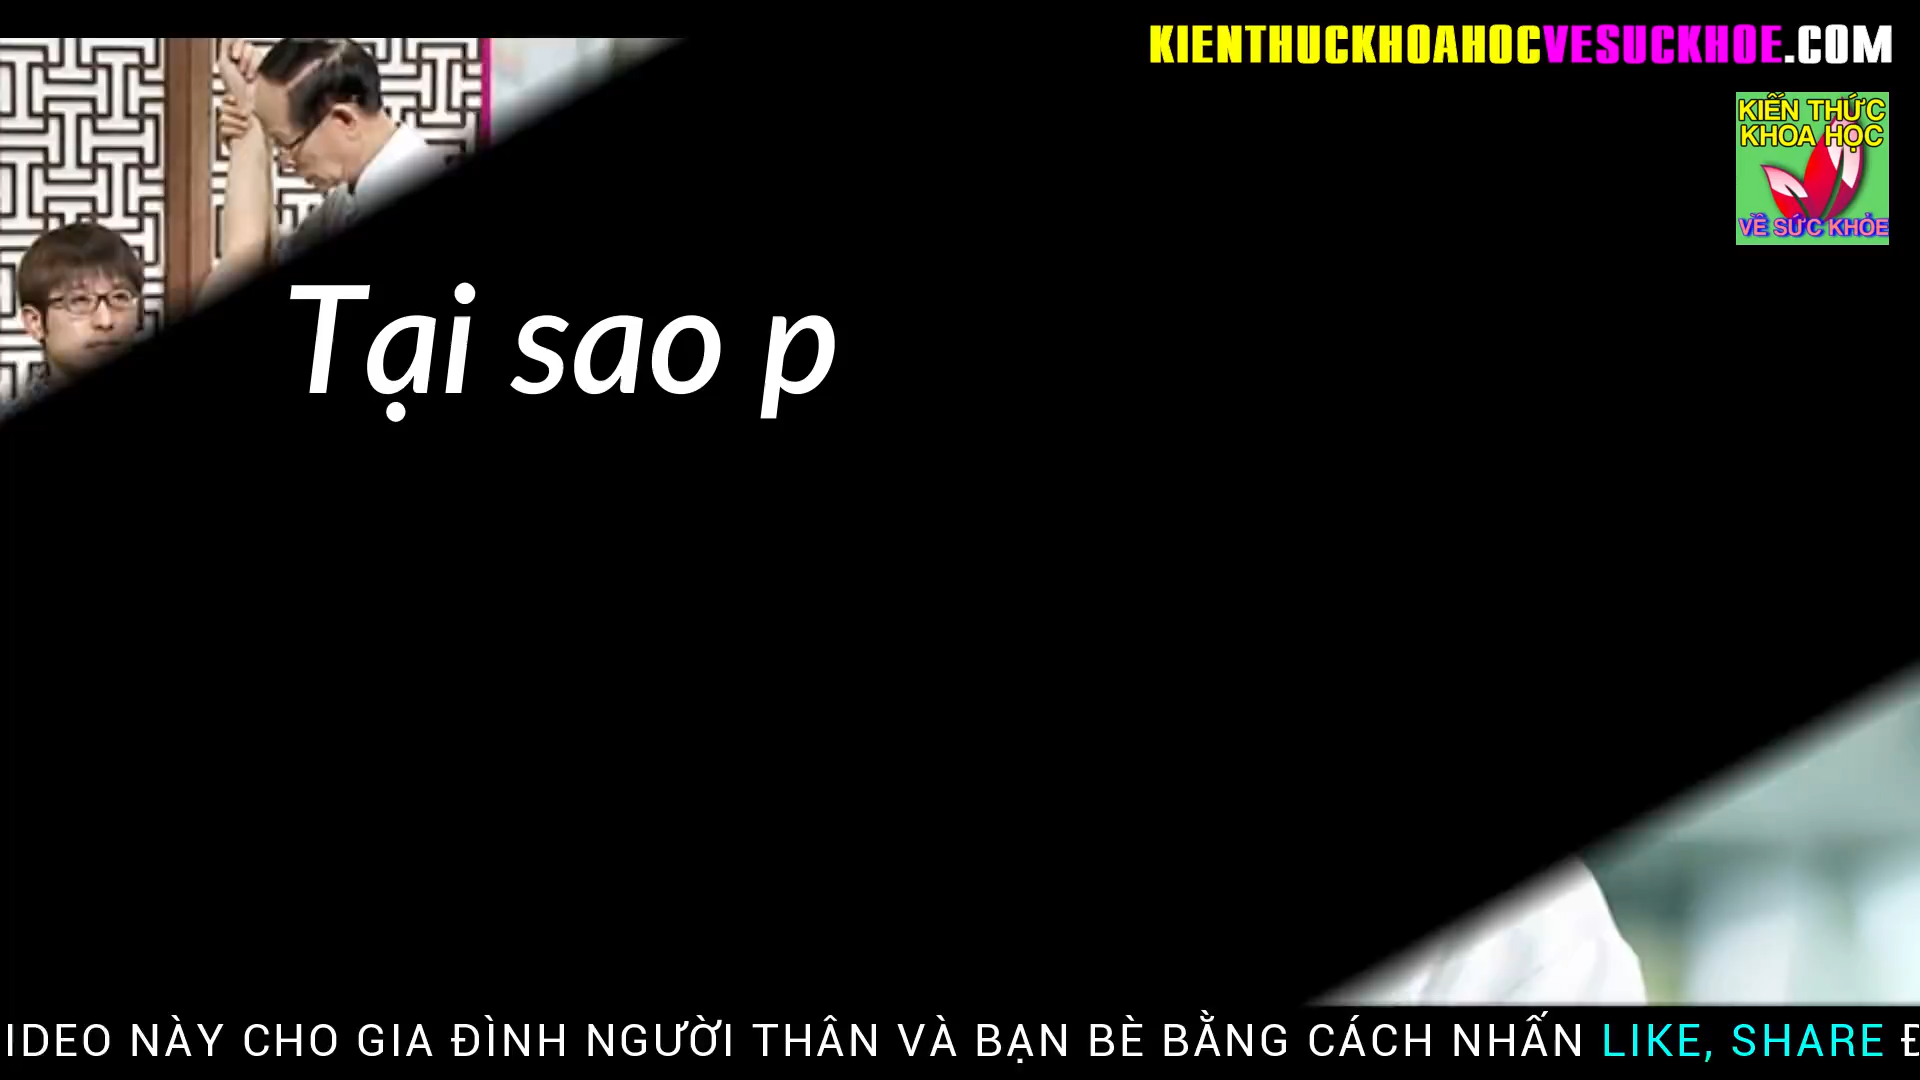 KIENTHUCKHOAHOCVESUCKHOE.COM
KIẾN THỨC
KHOA HỌC
VỀ SỨC KHỎE
Tại sao p
IDEO NÀY CHO GIA ĐÌNH NGƯỜI THÂN VÀ BẠN BÈ BẰNG CÁCH NHẤN LIKE, SHARE Đ